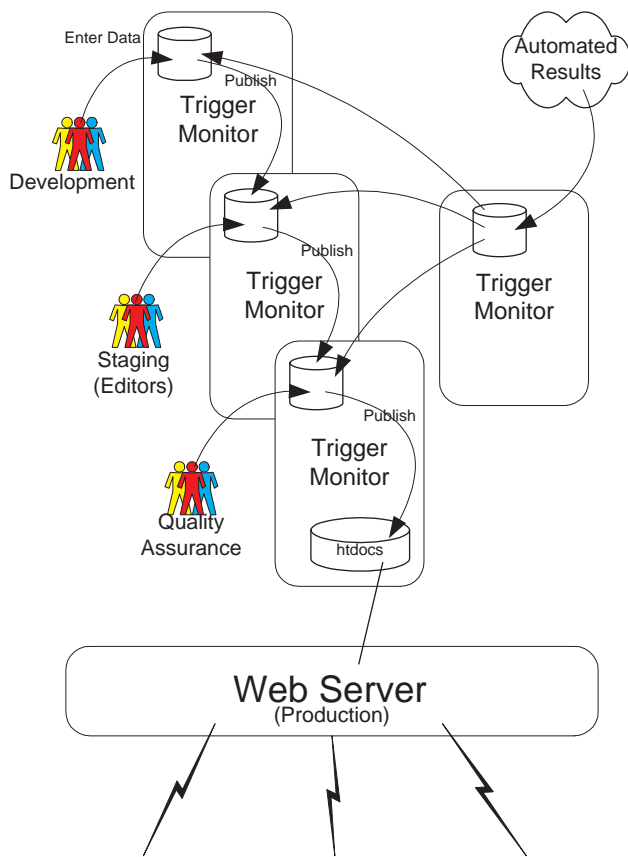 Enter Data
Automated
Results
Publish
Trigger
Monitor
Development
Publish
Trigger
Monitor
Trigger
Monitor
Staging
(Editors)
Publish
Trigger
Monitor
Quality
Assurance
htdocs
Web Server
(Production)